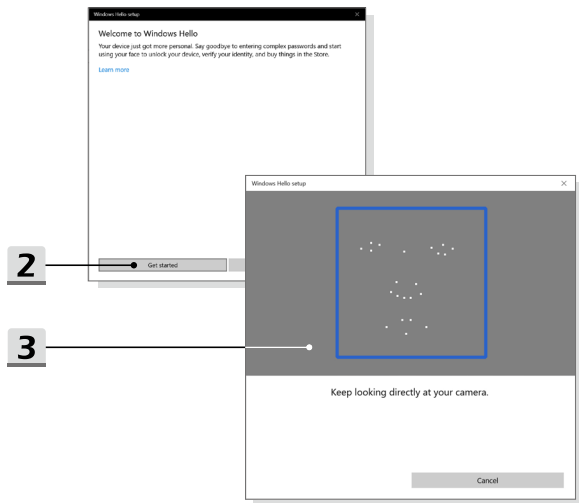 Windows Hello setup
Welcome to Windows Hello
Your device just got more personal. Say goodbye to entering complex passwords and start
using your face to unlock your device, verify your identity, and buy things in the Store.
Learn more
2
Get started
Windows Hello setup
3
Keep looking directly at your camera.
Cancel